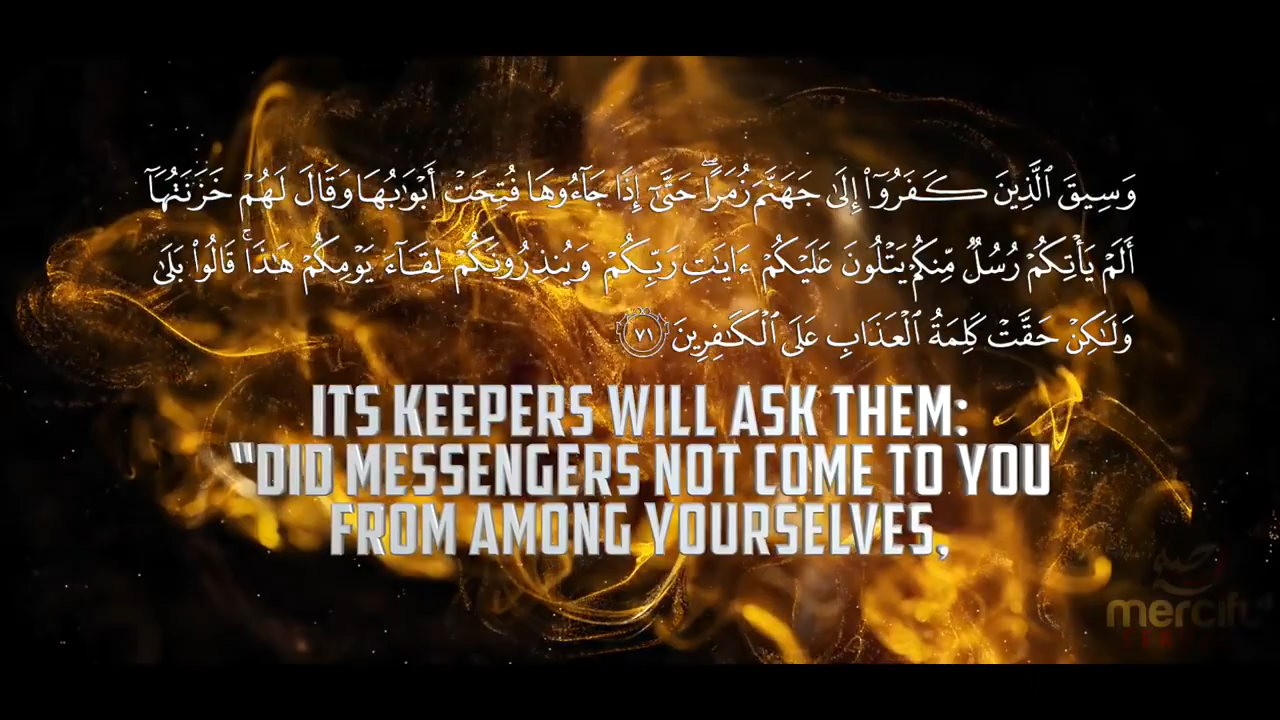 وَسِيقَ ٱلَّذِينَ كَفَرُوٓا۟ إِلَىٰ جَهَنَّمَ زُمَرًا ۖ حَتَّىٰٓ إِذَا جَآءُوهَا فُتِحَتْ أَبْوَٰبُهَا وَقَالَ لَهُمْ خَزَنَتُهَآ
أَلَمْ يَأْتِكُمْ رُسُلٌ مِّنكُمْ يَتْلُونَ عَلَيْكُمْ ءَايَٰتِ رَبِّكُمْ وَيُنذِرُونَكُمْ لِقَآءَ يَوْمِكُمْ هَٰذَا ۚ قَالُوا۟ بَلَىٰ
وَلَٰكِنْ حَقَّتْ كَلِمَةُ ٱلْعَذَابِ عَلَى ٱلْكَٰفِرِينَ ٧١
ITS KEEPERS WILL ASK THEM:
"DID MESSENGERS NOT COME TO YOU
FROM AMONG YOURSELVES,